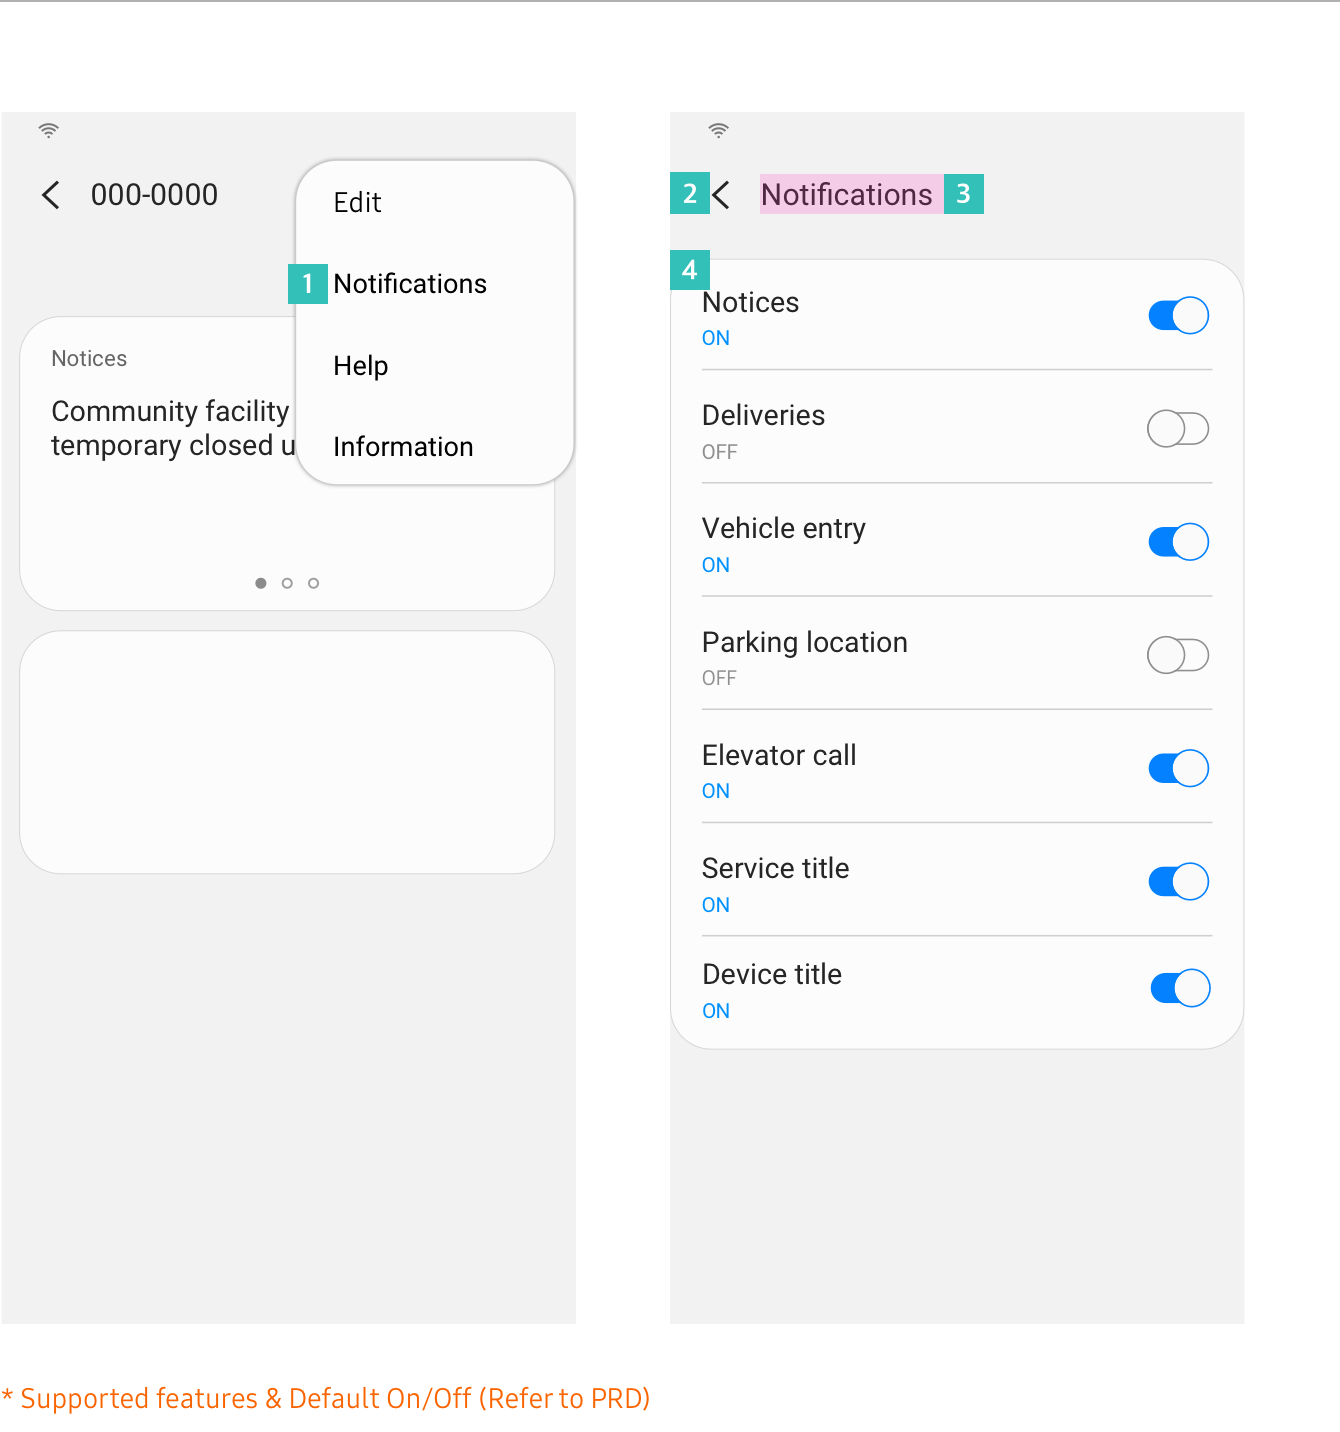 000-0000
Edit
1
Notifications
Help
Information
Notices
Community facility
temporary closed u
2
Notifications
3
4
Notices
ON
Deliveries
OFF
Vehicle entry
ON
Parking location
OFF
Elevator call
ON
Service title
ON
Device title
ON
* Supported features & Default On/Off (Refer to PRD)